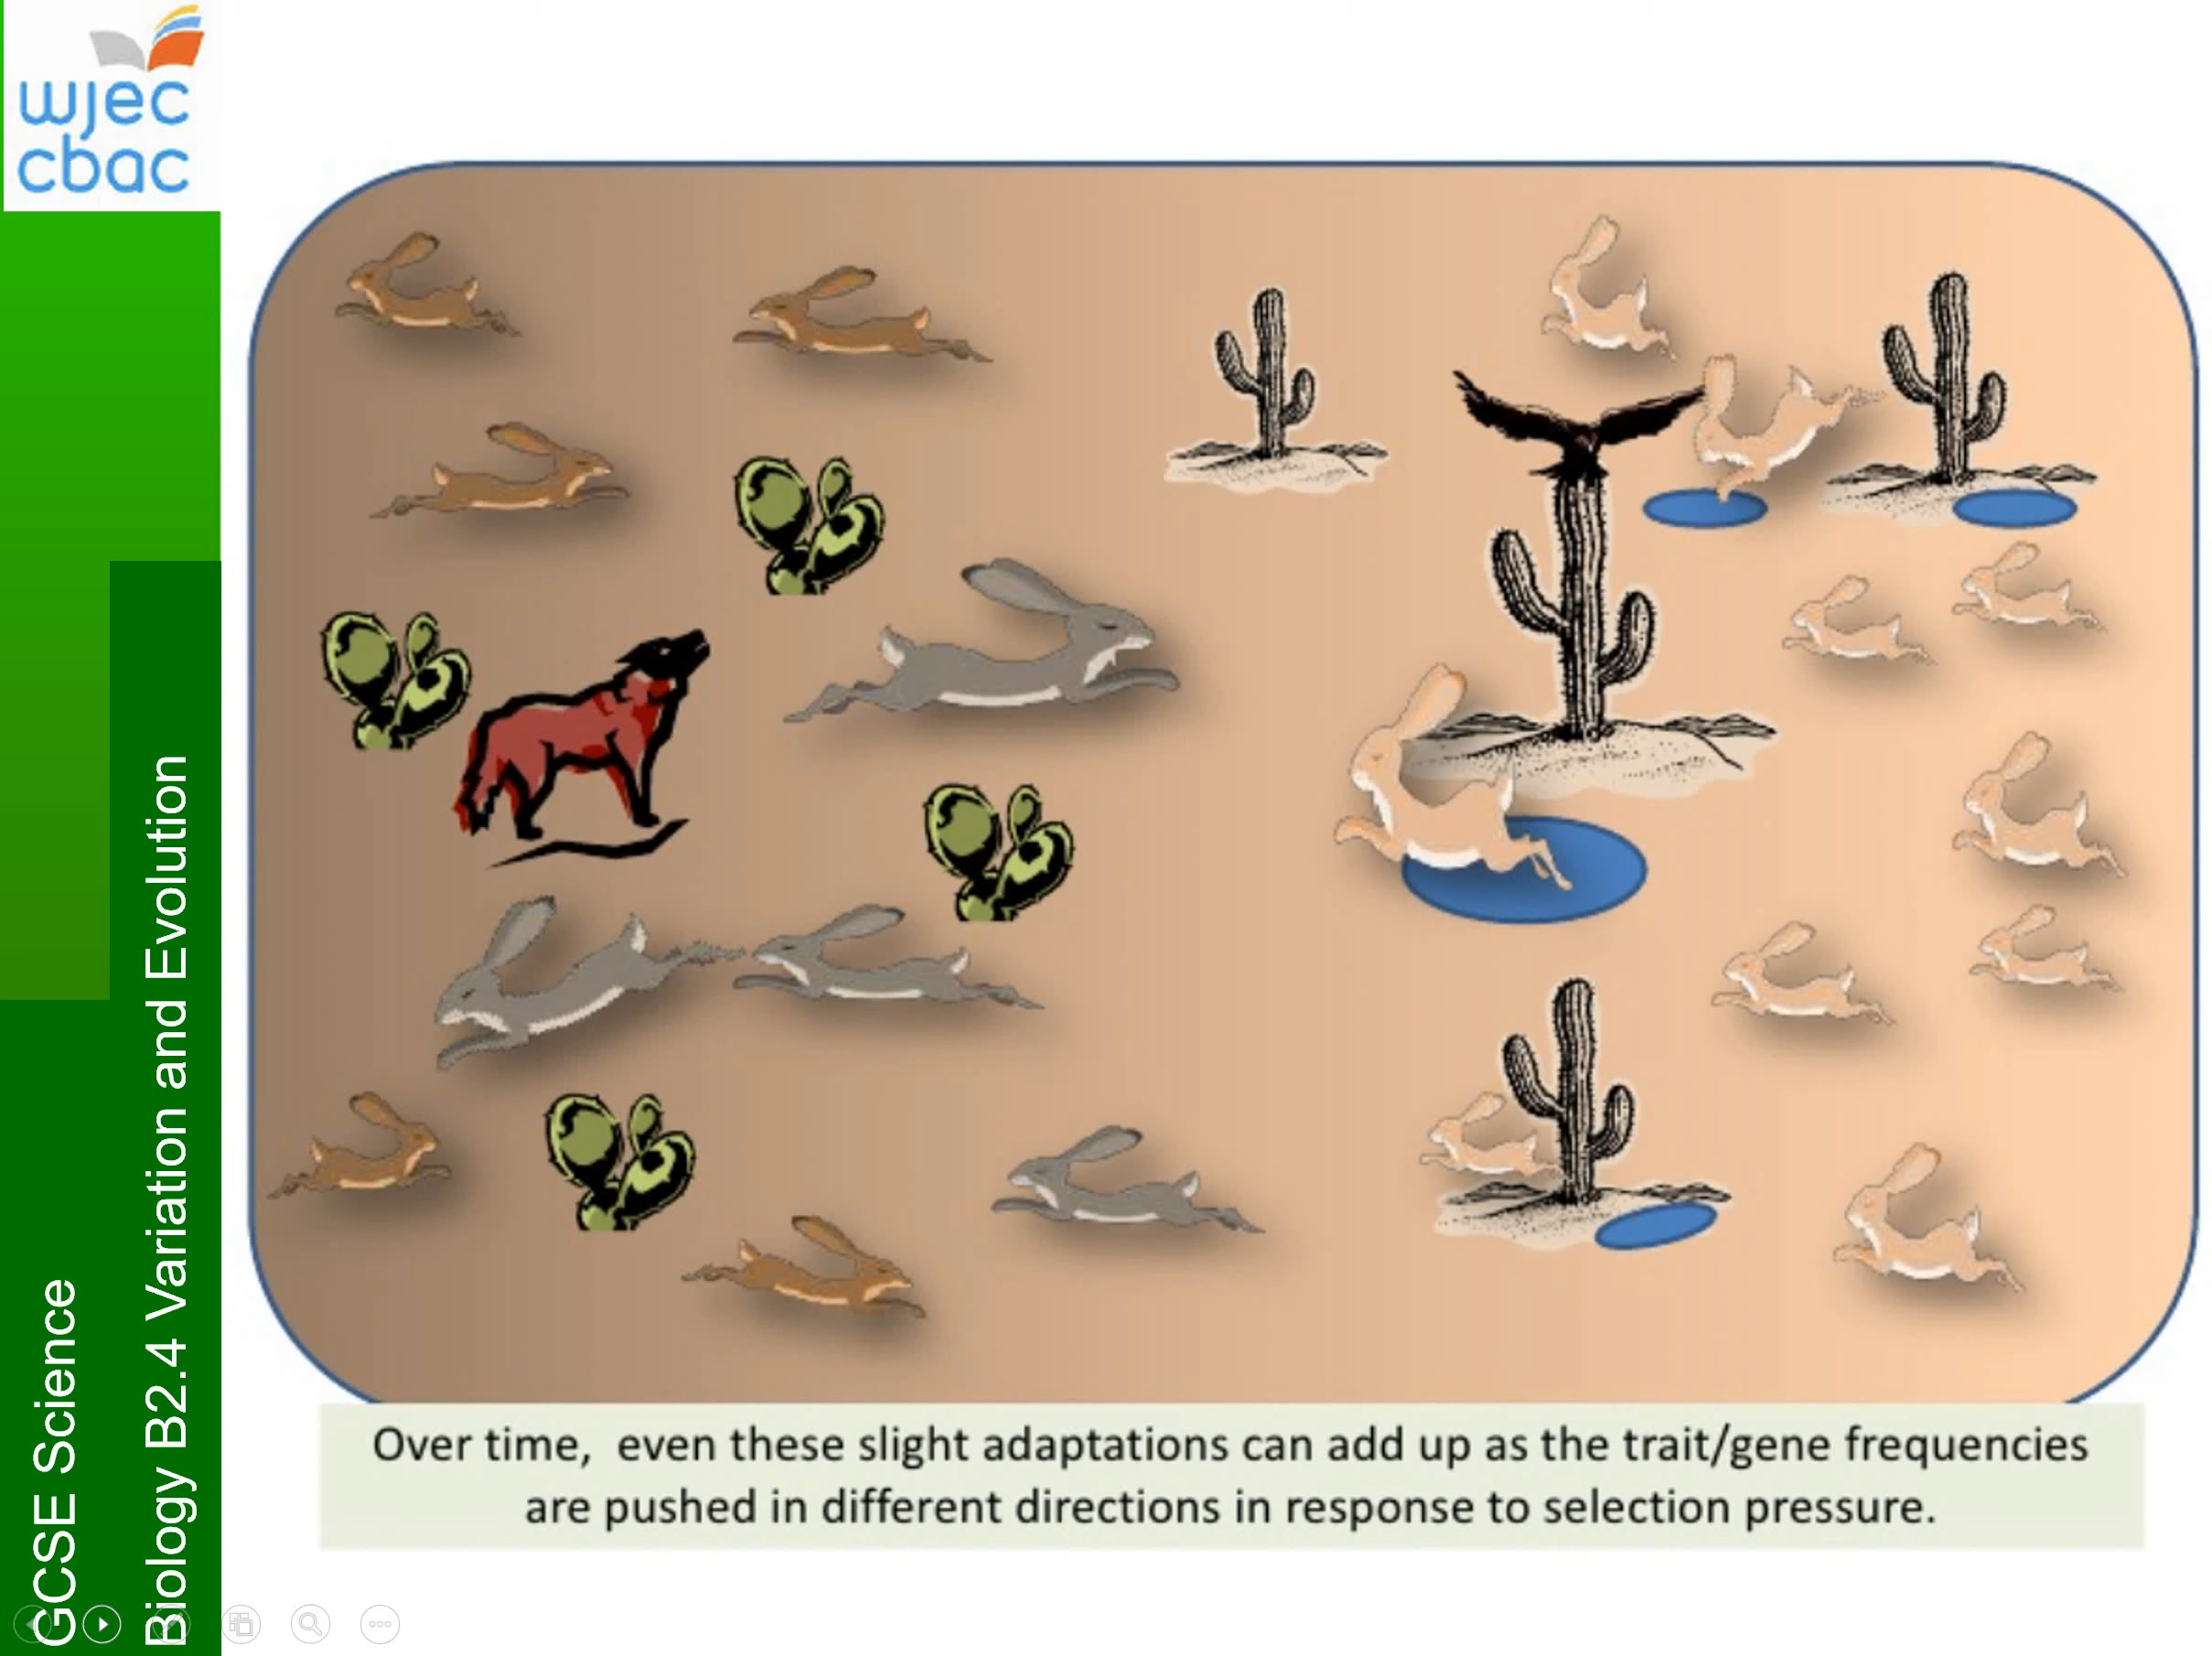 wjec
cbac
GCSE Science
Biology B2.4 Variation and Evolution
Over time,  even these slight adaptations can add up as the trait/gene frequencies
are pushed in different directions in response to selection pressure.